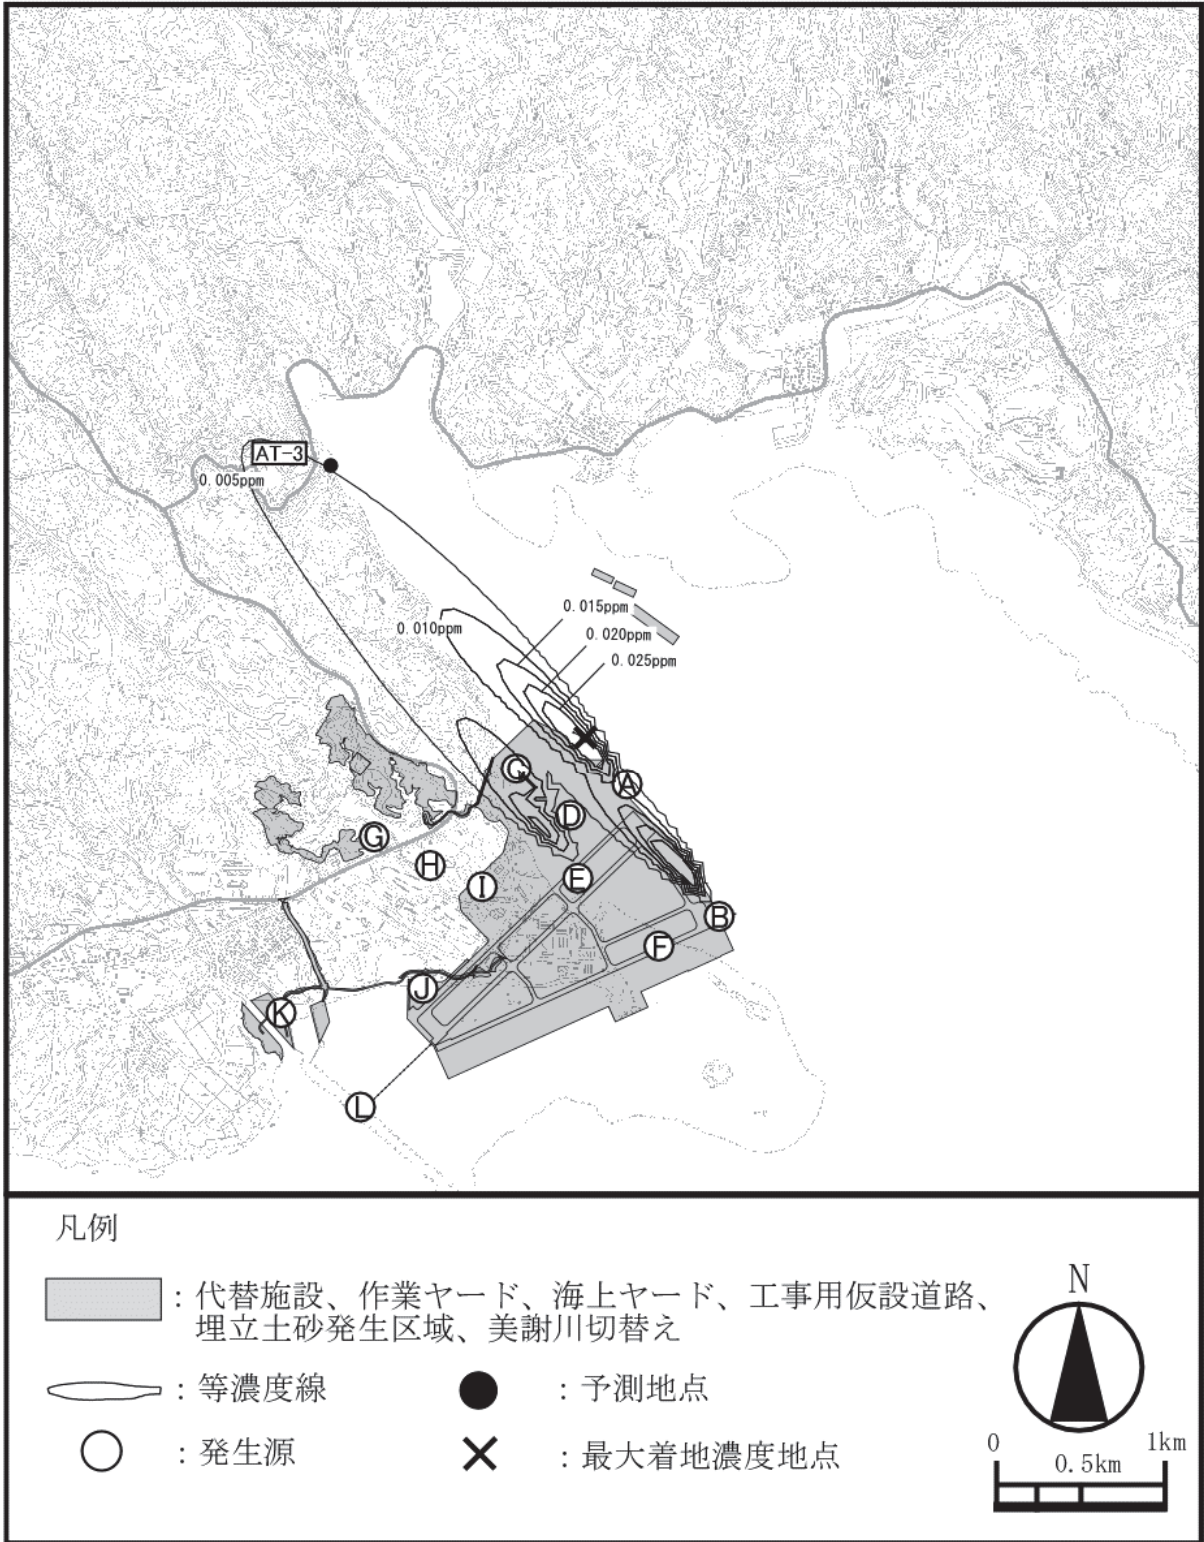 AT-3
0.005ppm
0.015ppm
0.010ppm
0.020ppm
0.025ppm
C
A
D
G
H
E
I
B
F
J
K
L
凡例
：代替施設、作業ヤード、海上ヤード、工事用仮設道路、
埋立土砂発生区域、美謝川切替え
：等濃度線
：予測地点
：発生源
：最大着地濃度地点
N
0
0.5km
1km